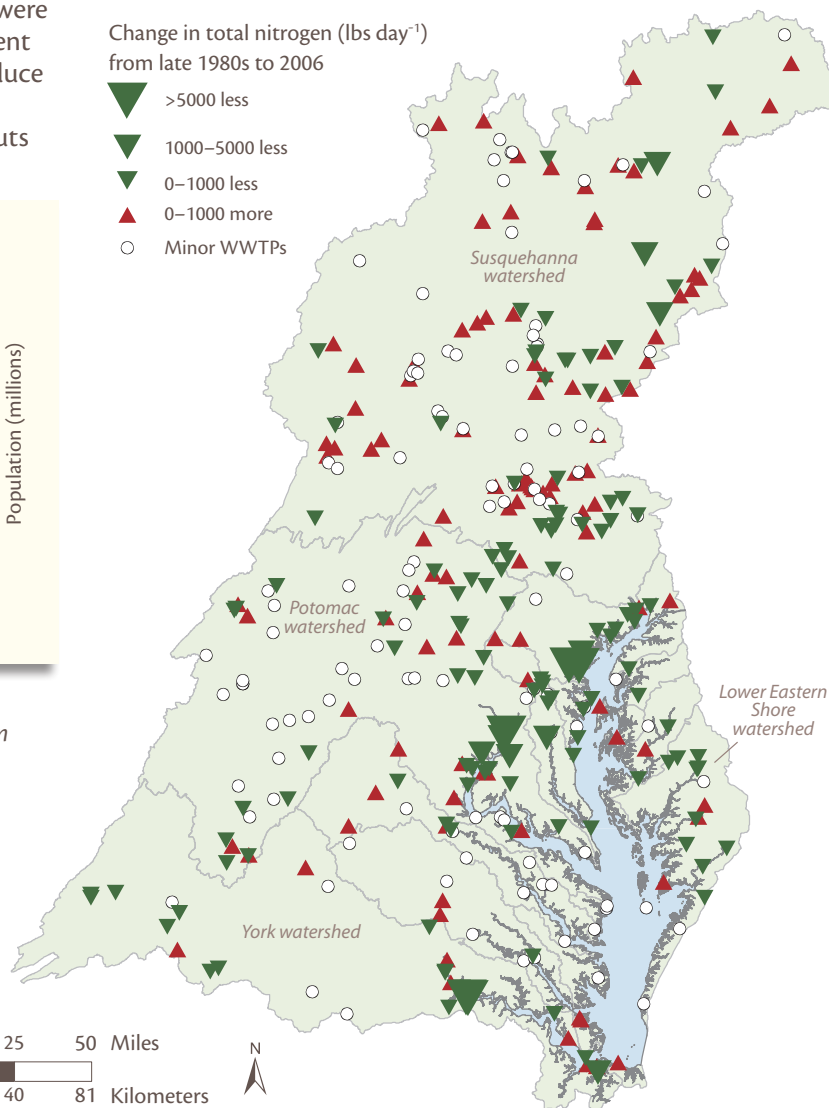 were
ent
duce
uts
Change in total nitrogen (lbs day⁻¹)
from late 1980s to 2006
>5000 less
1000–5000 less
0–1000 less
0–1000 more
Minor WWTPs
Population (millions)
Susquehanna
watershed
Potomac
watershed
Lower Eastern
Shore
watershed
York watershed
25 50 Miles
40 81 Kilometers
N